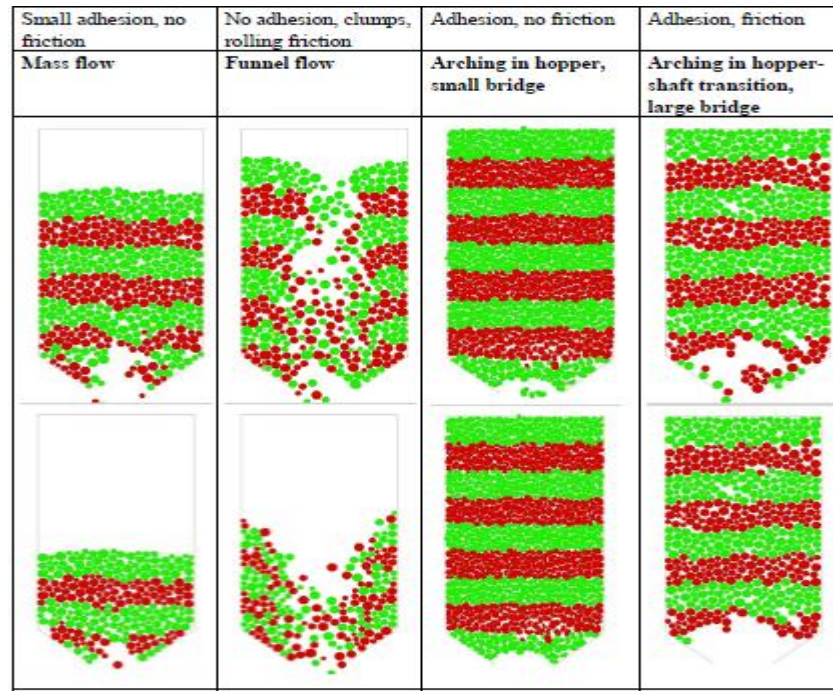 Small adhesion, no
friction
No adhesion, clumps,
rolling friction
Adhesion, no friction
Adhesion, friction
Mass flow
Funnel flow
Arching in hopper,
small bridge
Arching in hopper-
shaft transition,
large bridge